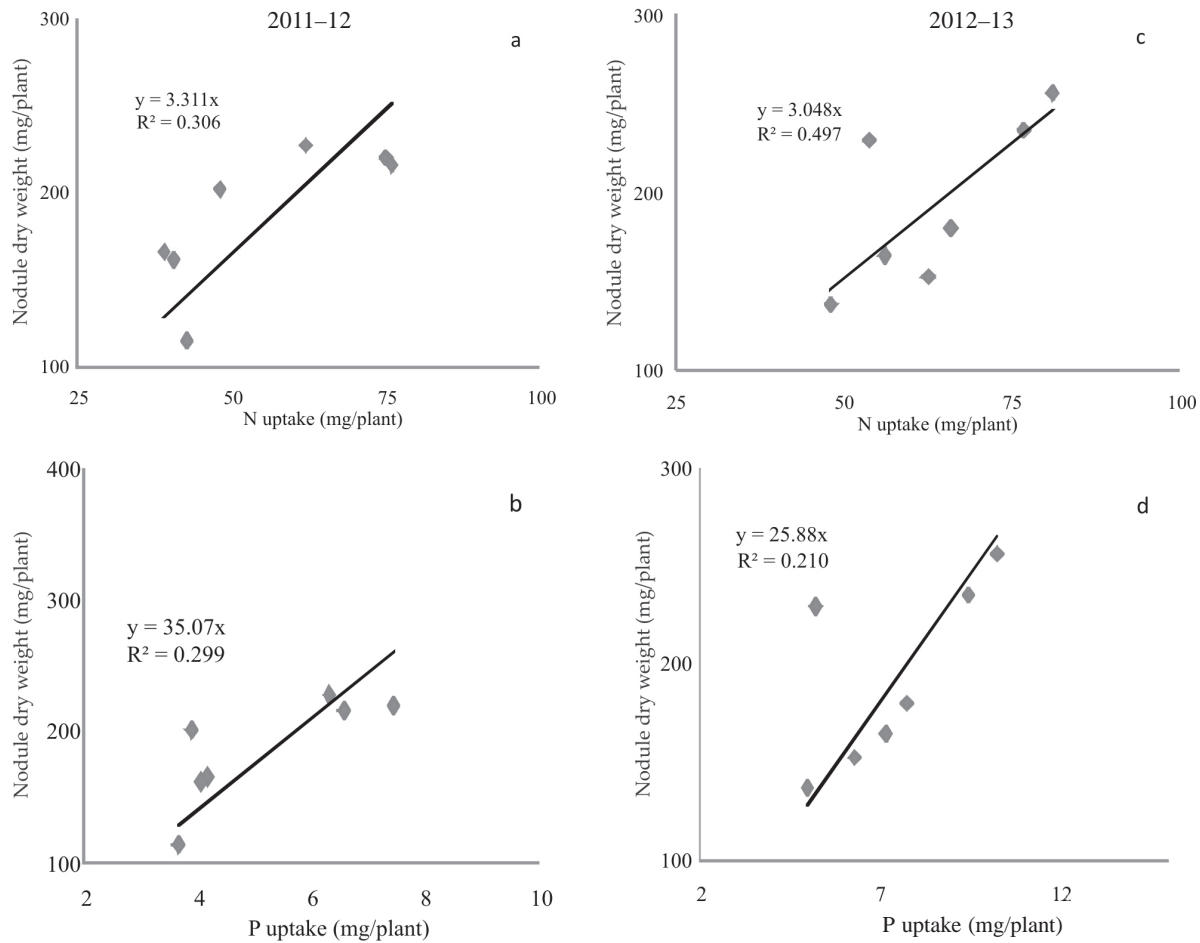 2011–12
a
300
200
100
y = 3.311x
R² = 0.306
Nodule dry weight (mg/plant)
25 50 75 100
N uptake (mg/plant)
2012–13
c
300
200
100
y = 3.048x
R² = 0.497
Nodule dry weight (mg/plant)
25 50 75 100
N uptake (mg/plant)
b
400
300
200
100
y = 35.07x
R² = 0.299
Nodule dry weight (mg/plant)
2 4 6 8 10
P uptake (mg/plant)
d
300
200
100
y = 25.88x
R² = 0.210
Nodule dry weight (mg/plant)
2 7 12
P uptake (mg/plant)